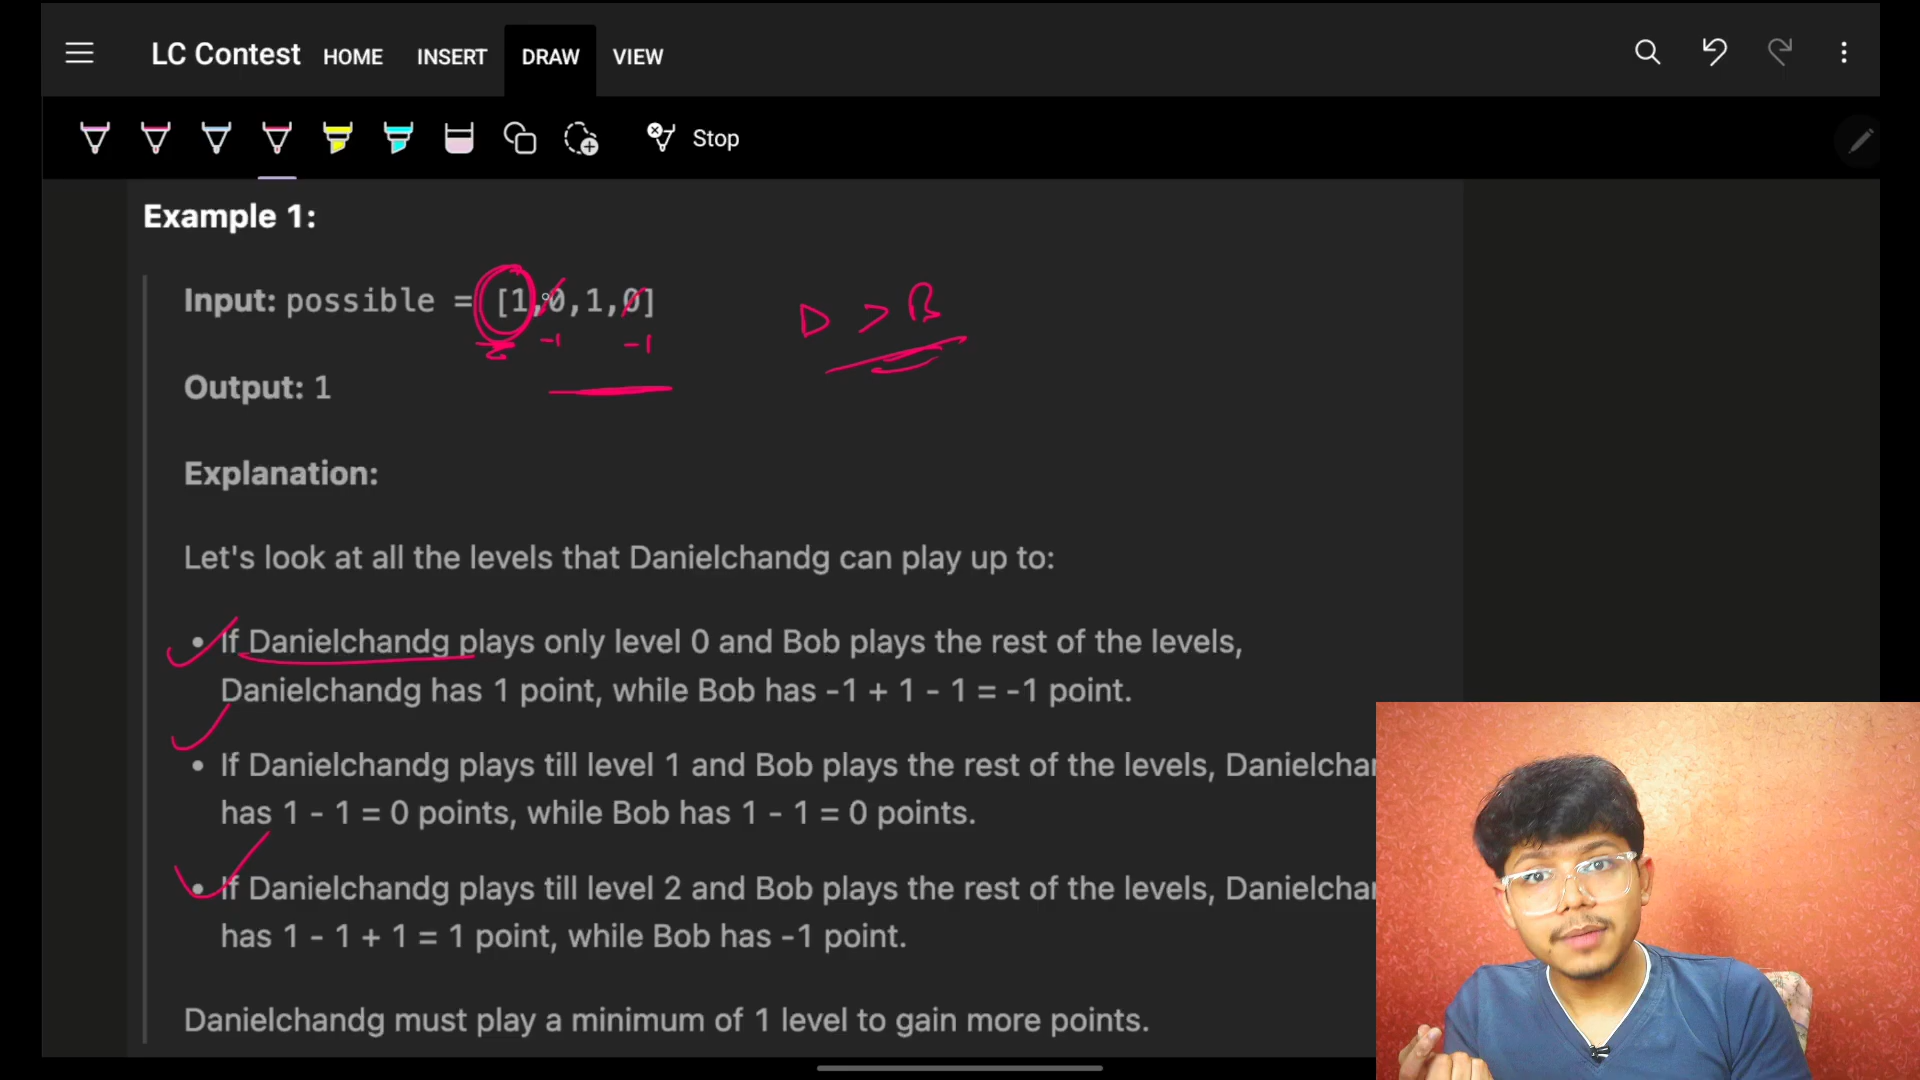 LC Contest HOME INSERT DRAW VIEW
Stop
Example 1:
Input: possible = [1,0,1,0]
D > B
-1 -1
Output: 1
Explanation:
Let's look at all the levels that Danielchandg can play up to:
• If Danielchandg plays only level 0 and Bob plays the rest of the levels,
Danielchandg has 1 point, while Bob has -1 + 1 - 1 = -1 point.
• If Danielchandg plays till level 1 and Bob plays the rest of the levels, Danielchan
has 1 - 1 = 0 points, while Bob has 1 - 1 = 0 points.
• If Danielchandg plays till level 2 and Bob plays the rest of the levels, Danielchan
has 1 - 1 + 1 = 1 point, while Bob has -1 point.
Danielchandg must play a minimum of 1 level to gain more points.